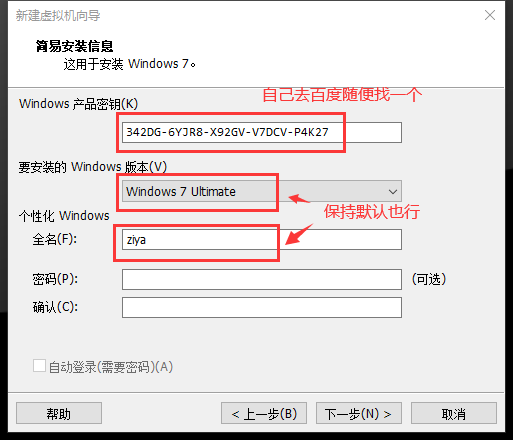 新建虚拟机向导
简易安装信息
这用于安装 Windows 7。
自己去百度随便找一个
Windows 产品密钥(K)
342DG-6YJR8-X92GV-V7DCV-P4K27
要安装的 Windows 版本(V)
Windows 7 Ultimate
保持默认也行
个性化 Windows
全名(F):
ziya
密码(P):
(可选)
确认(C):
自动登录(需要密码)(A)
帮助
< 上一步(B)
下一步(N) >
取消